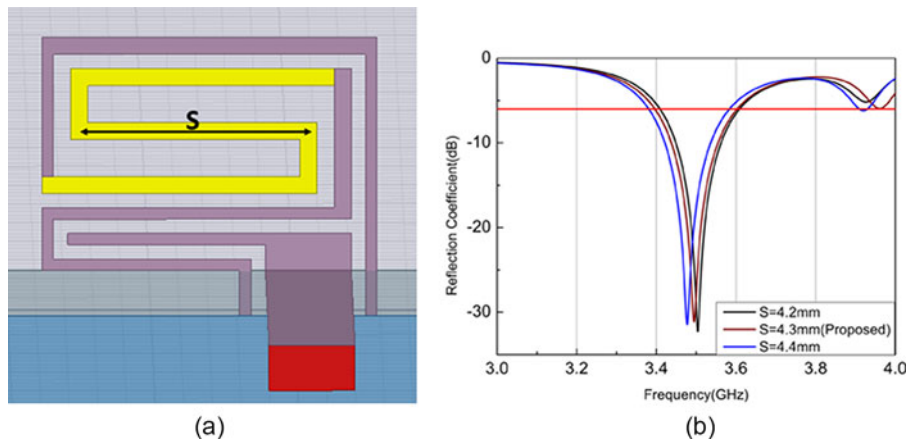 S
(a)
Reflection Coefficient(dB)
0
-10
-20
-30
3.0 3.2 3.4 3.6 3.8 4.0
Frequency(GHz)
S=4.2mm
S=4.3mm(Proposed)
S=4.4mm
(b)